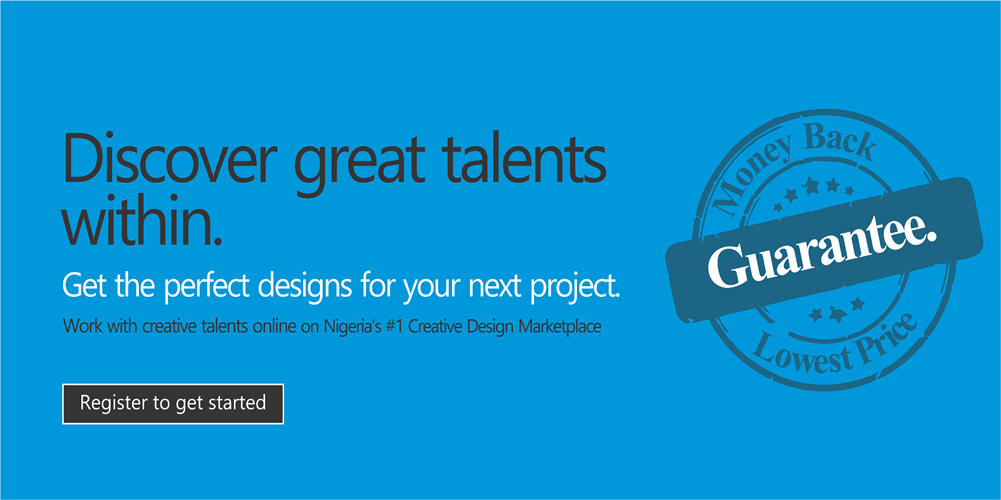 Discover great talents
within.
Get the perfect designs for your next project.
Work with creative talents online on Nigeria's #1 Creative Design Marketplace
Register to get started
Money Back
Guarantee.
Lowest Price